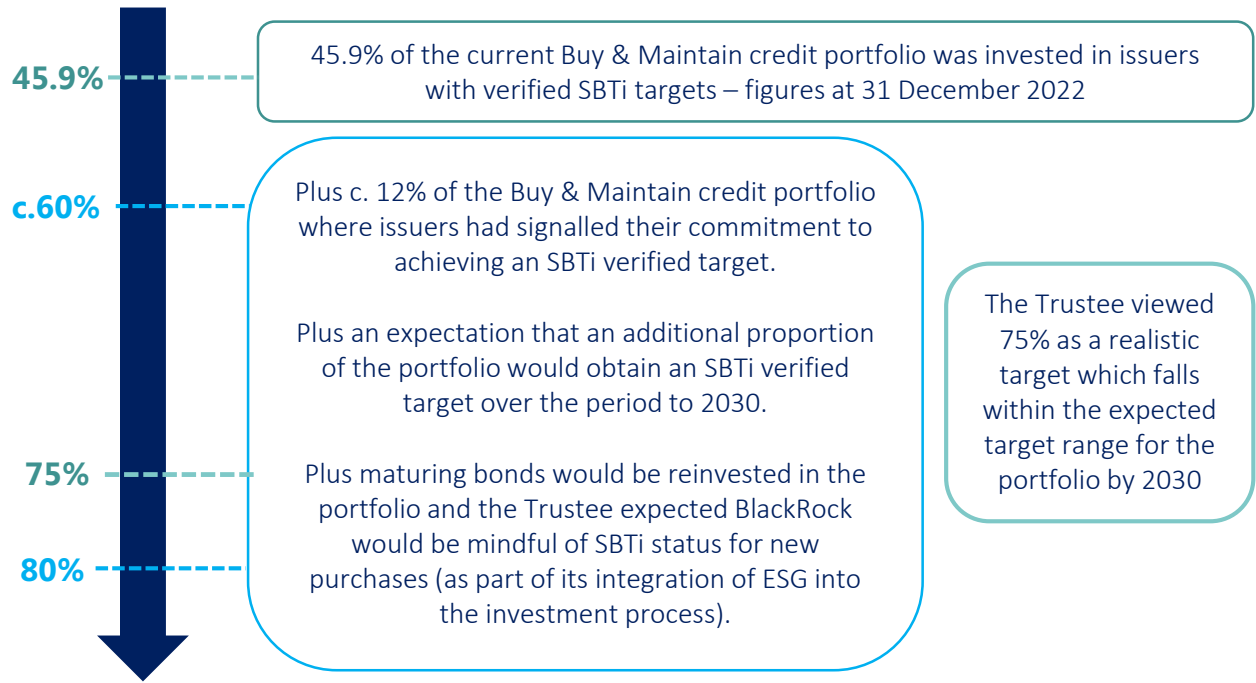 45.9%
45.9% of the current Buy & Maintain credit portfolio was invested in issuers
with verified SBTi targets – figures at 31 December 2022
c.60%
Plus c. 12% of the Buy & Maintain credit portfolio
where issuers had signalled their commitment to
achieving an SBTi verified target.
Plus an expectation that an additional proportion
of the portfolio would obtain an SBTi verified
target over the period to 2030.
75%
Plus maturing bonds would be reinvested in the
portfolio and the Trustee expected BlackRock
would be mindful of SBTi status for new
purchases (as part of its integration of ESG into
the investment process).
80%
The Trustee viewed
75% as a realistic
target which falls
within the expected
target range for the
portfolio by 2030